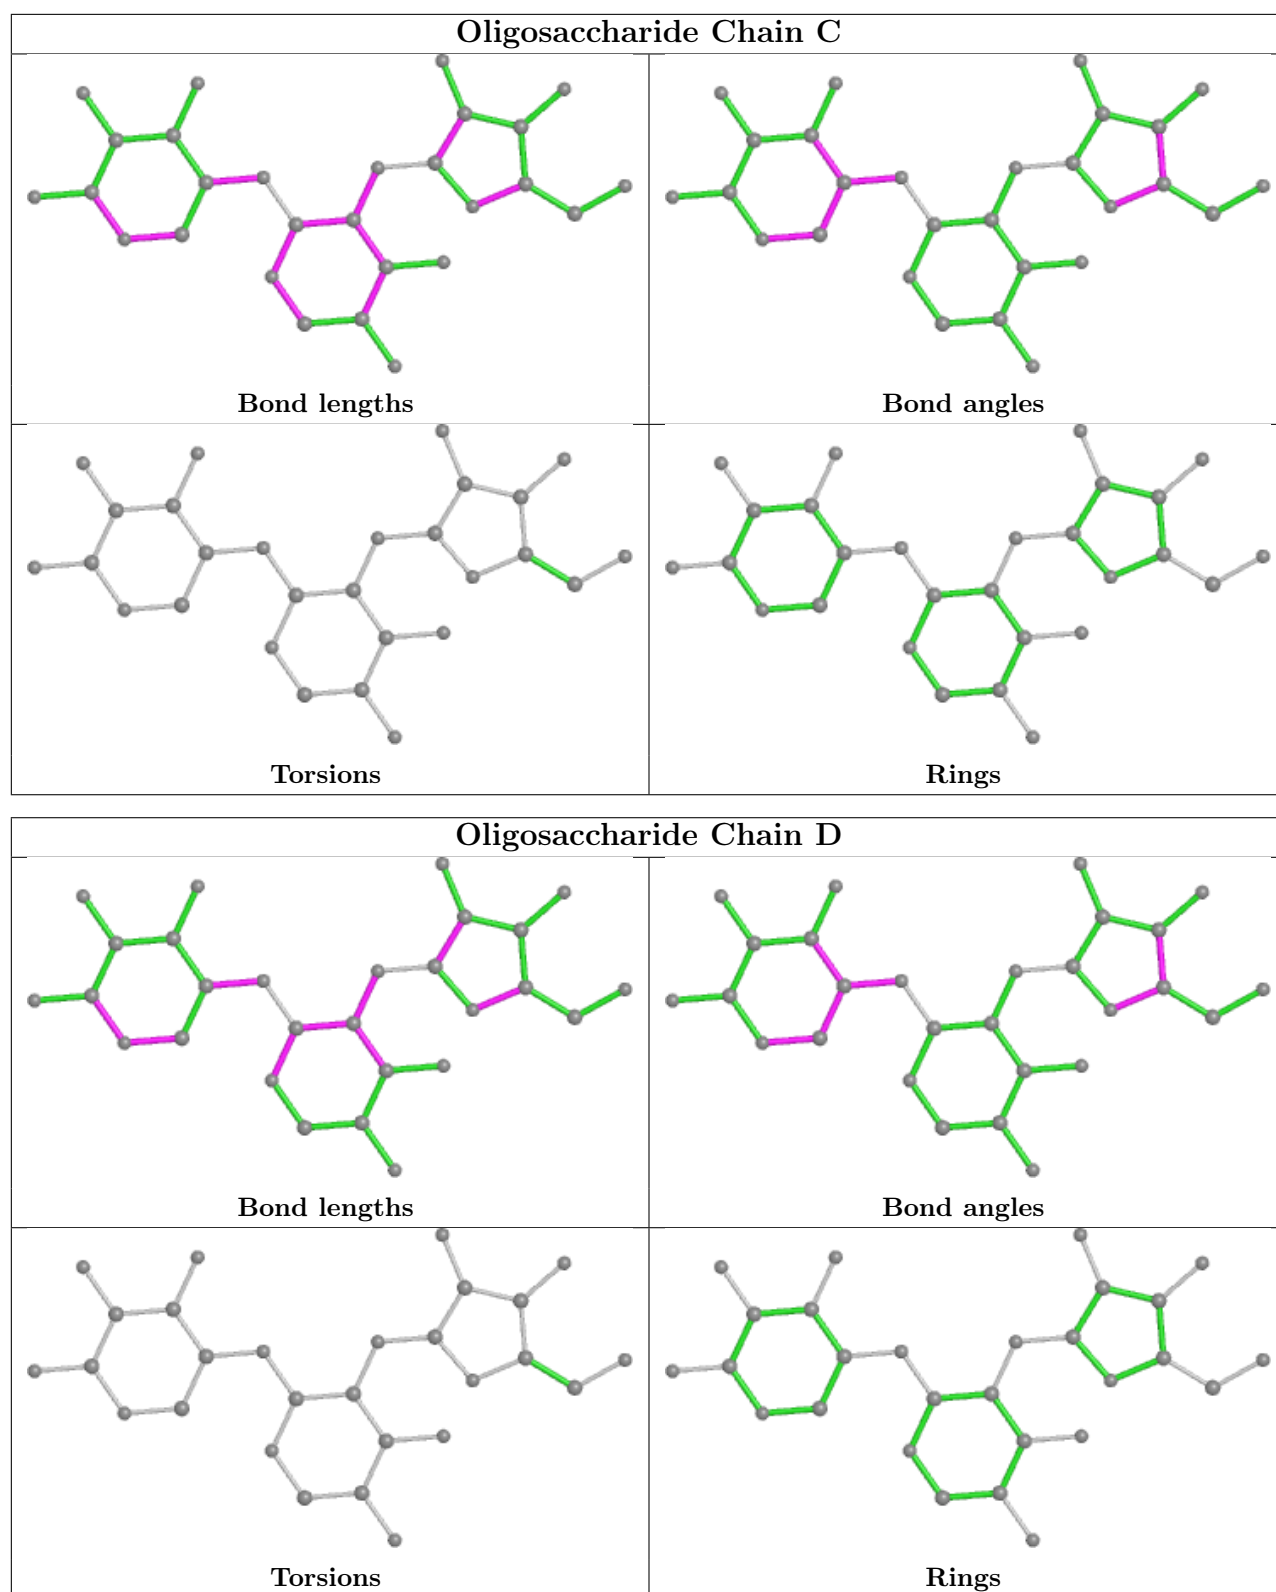 Oligosaccharide Chain C
Bond lengths
Bond angles
Torsions
Rings
Oligosaccharide Chain D
Bond lengths
Bond angles
Torsions
Rings